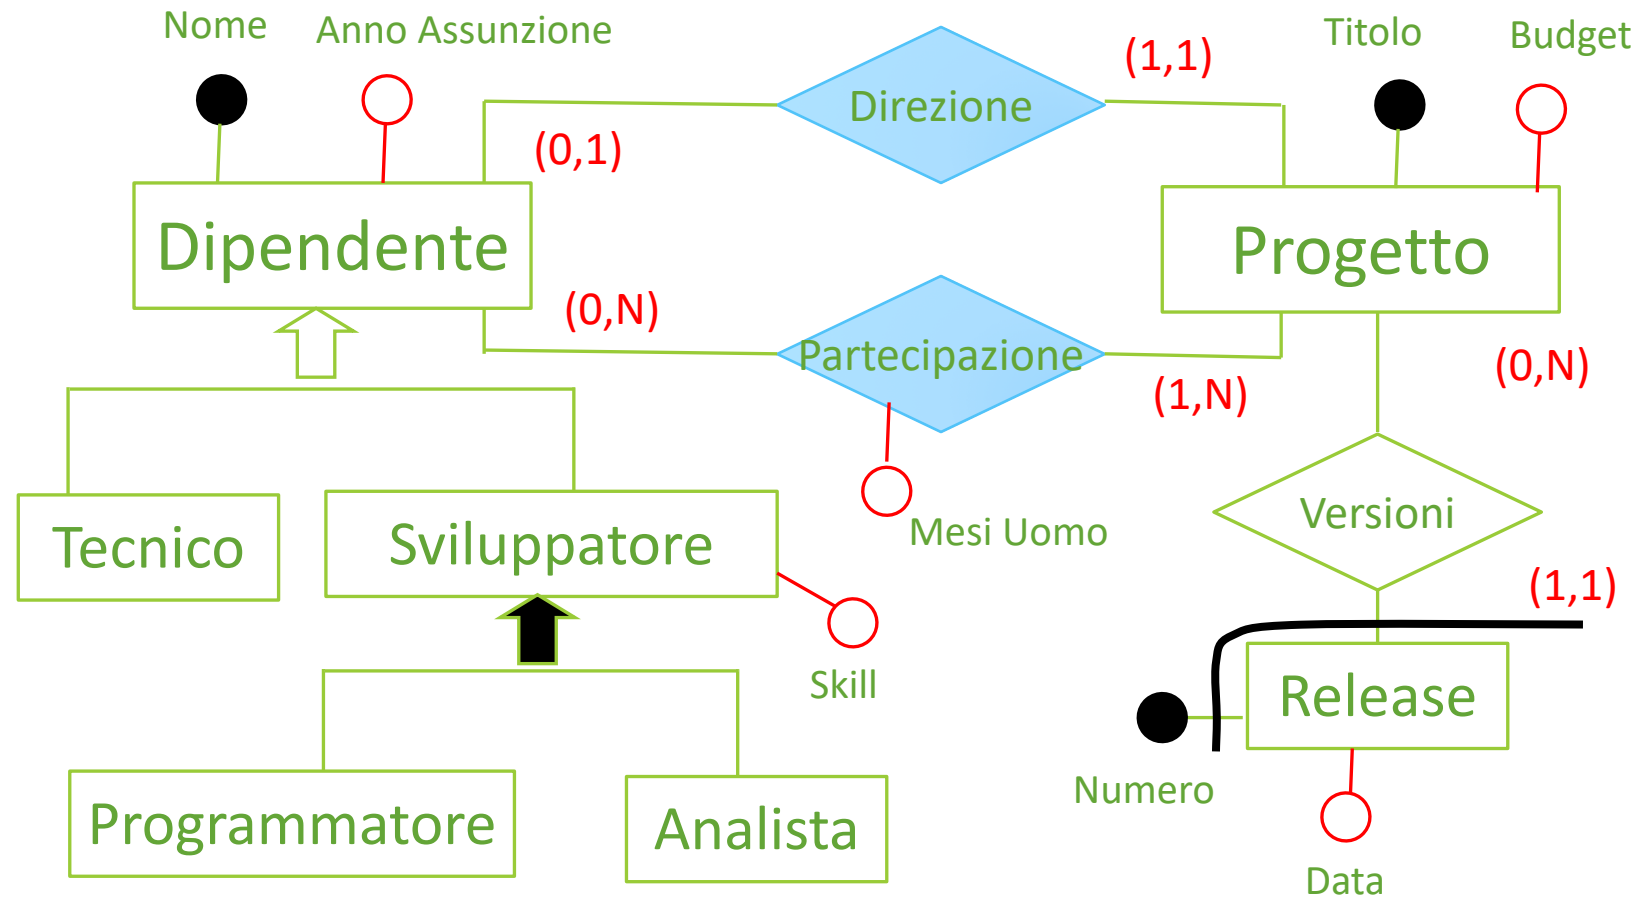 Nome
Anno Assunzione
Direzione
(1,1)
Titolo
Budget
(0,1)
Dipendente
Progetto
(0,N)
Partecipazione
(1,N)
(0,N)
Mesi Uomo
Versioni
Tecnico
Sviluppatore
(1,1)
Skill
Release
Numero
Programmatore
Analista
Data